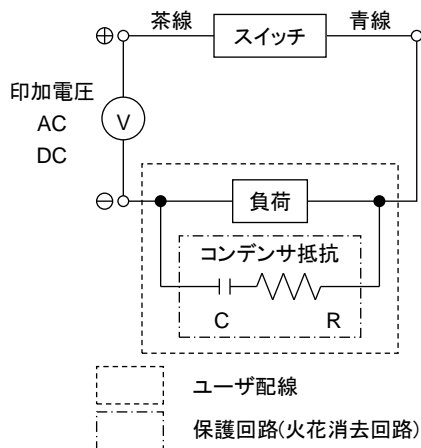 茶線
スイッチ
青線
⊕
印加電圧
AC
DC
V
⊖
負荷
コンデンサ抵抗
C
R
ユーザ配線
保護回路(火花消去回路)